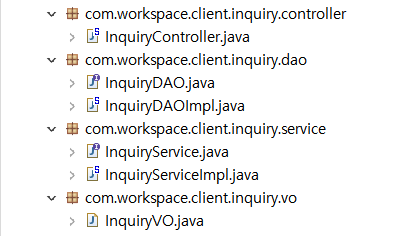 com.workspace.client.inquiry.controller
InquiryController.java
com.workspace.client.inquiry.dao
InquiryDAO.java
InquiryDAOImpl.java
com.workspace.client.inquiry.service
InquiryService.java
InquiryServiceImpl.java
com.workspace.client.inquiry.vo
InquiryVO.java